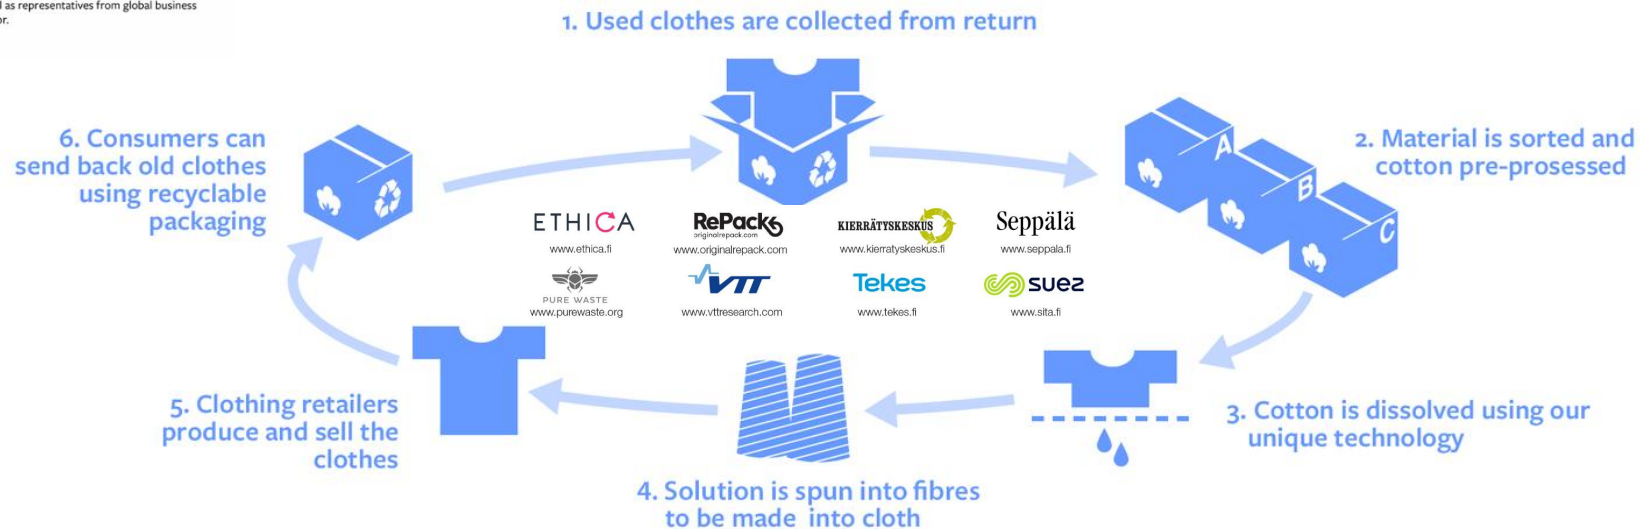 as representatives from global business
or.
1. Used clothes are collected from return
6. Consumers can
send back old clothes
using recyclable
packaging
A
B
C
2. Material is sorted and
cotton pre-prosessed
ETHICA
www.ethica.fi
RePack
originalrepack.com
www.originalrepack.com
KIERRÄTYSKESKUS
www.kierratyskeskus.fi
Seppälä
www.seppala.fi
PURE WASTE
www.purewaste.org
VTT
www.vttresearch.com
Tekes
www.tekes.fi
suez
www.sita.fi
5. Clothing retailers
produce and sell the
clothes
3. Cotton is dissolved using our
unique technology
4. Solution is spun into fibres
to be made into cloth